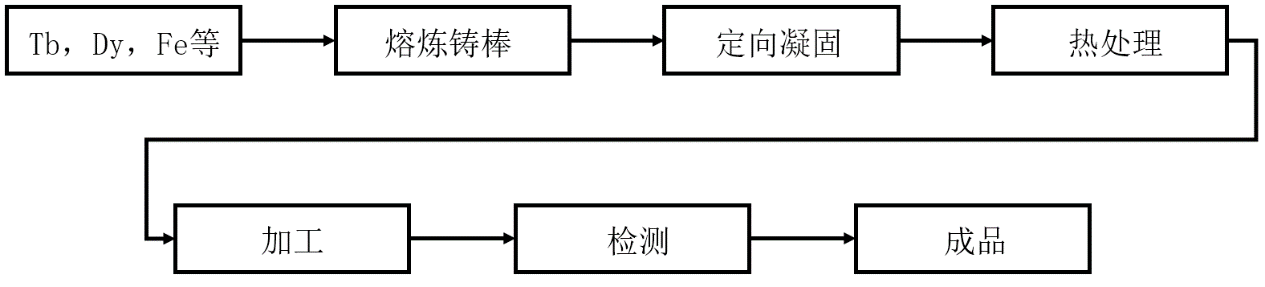 Tb，Dy，Fe等
熔炼铸棒
定向凝固
热处理
加工
检测
成品